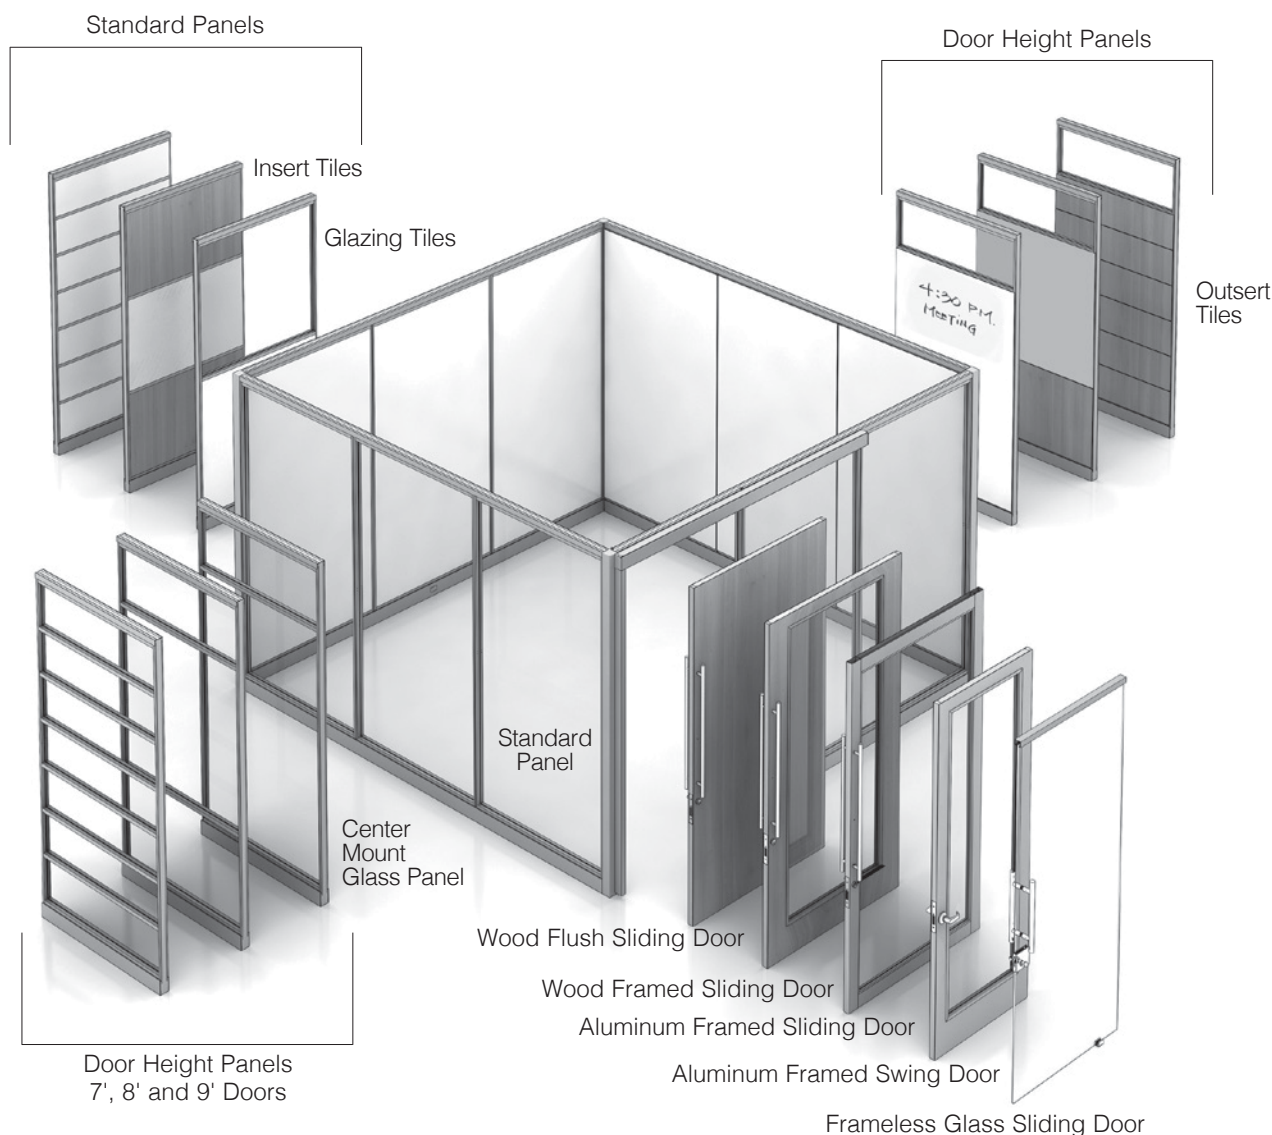 Standard Panels
Door Height Panels
Insert Tiles
Glazing Tiles
Outsert
Tiles
4:30 PM.
MEETING
Standard
Panel
Center
Mount
Glass Panel
Wood Flush Sliding Door
Wood Framed Sliding Door
Aluminum Framed Sliding Door
Door Height Panels
7', 8' and 9' Doors
Aluminum Framed Swing Door
Frameless Glass Sliding Door